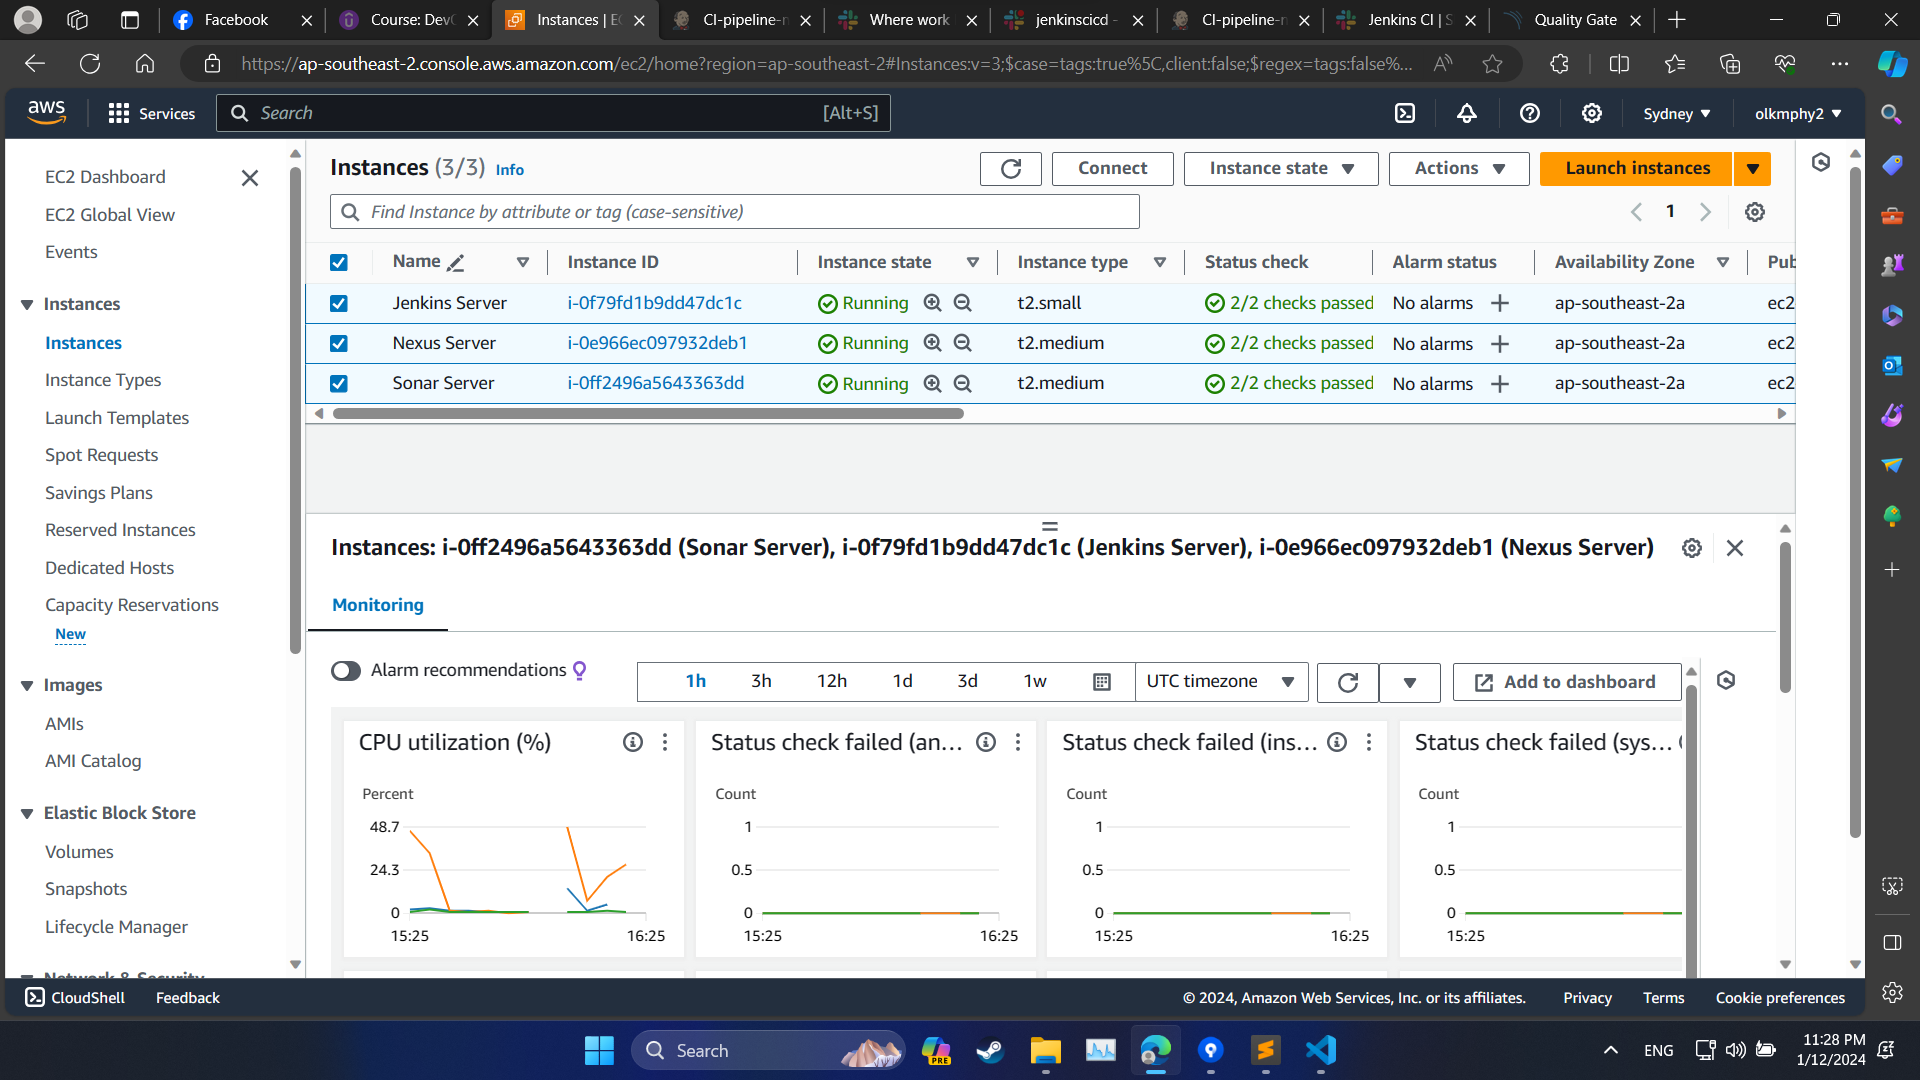 Facebook
Course: Dev
Instances | E
CI-pipeline-n
Where work
jenkinscicd -
CI-pipeline-n
Jenkins CI | S
Quality Gate
https://ap-southeast-2.console.aws.amazon.com/ec2/home?region=ap-southeast-2#Instances:v=3;$case=tags:true%5C,client:false;$regex=tags:false%...
aws
Services
Search
[Alt+S]
Sydney
olkmphy2
EC2 Dashboard
EC2 Global View
Events
Instances
Instances
Instance Types
Launch Templates
Spot Requests
Savings Plans
Reserved Instances
Dedicated Hosts
Capacity Reservations
New
Images
AMIs
AMI Catalog
Elastic Block Store
Volumes
Snapshots
Lifecycle Manager
Network & Security
Instances (3/3) Info
Connect
Instance state
Actions
Launch instances
Find Instance by attribute or tag (case-sensitive)
1
Name Instance ID Instance state Instance type Status check Alarm status Availability Zone Pub
Jenkins Server i-0f79fd1b9dd47dc1c Running t2.small 2/2 checks passed No alarms ap-southeast-2a ec2
Nexus Server i-0e966ec097932deb1 Running t2.medium 2/2 checks passed No alarms ap-southeast-2a ec2
Sonar Server i-0ff2496a5643363dd Running t2.medium 2/2 checks passed No alarms ap-southeast-2a ec2
Instances: i-0ff2496a5643363dd (Sonar Server), i-0f79fd1b9dd47dc1c (Jenkins Server), i-0e966ec097932deb1 (Nexus Server)
Monitoring
Alarm recommendations
1h 3h 12h 1d 3d 1w
UTC timezone
Add to dashboard
CPU utilization (%)
Percent
48.7
24.3
0
15:25 16:25
Status check failed (an...
Count
1
0.5
0
15:25 16:25
Status check failed (ins...
Count
1
0.5
0
15:25 16:25
Status check failed (sys...
Count
1
0.5
0
15:25
CloudShell
Feedback
© 2024, Amazon Web Services, Inc. or its affiliates.
Privacy
Terms
Cookie preferences
Search
PRE
ENG
11:28 PM
1/12/2024